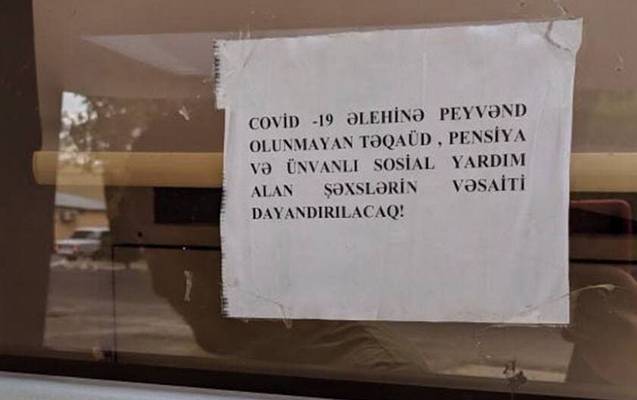 COVİD -19 ƏLEHİNƏ PEYVƏND
OLUNMAYAN TƏQAÜD , PENSİYA
VƏ ÜNVANLI SOSİAL YARDIM
ALAN ŞƏXSLƏRİN VƏSAİTİ
DAYANDIRILACAQ!